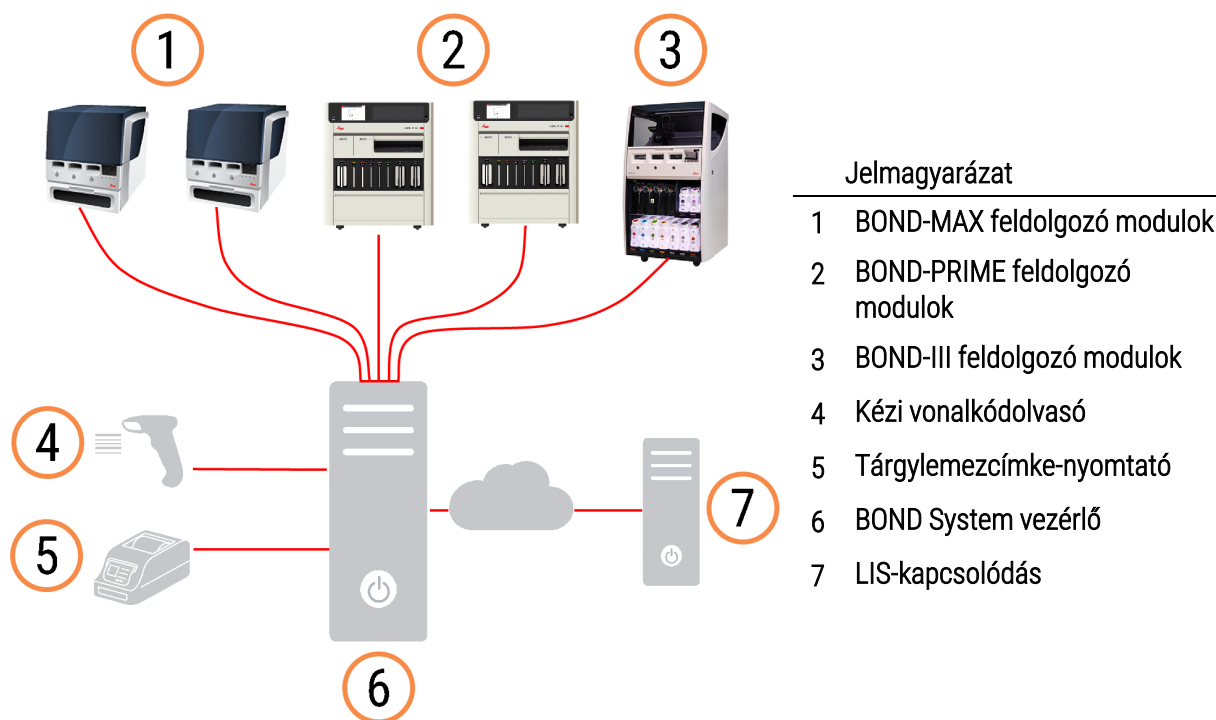 1
2
3
Jelmagyarázat
1 BOND-MAX feldolgozó modulok
2 BOND-PRIME feldolgozó
modulok
3 BOND-III feldolgozó modulok
4 Kézi vonalkódolvasó
5 Tárgylemezcímke-nyomtató
6 BOND System vezérlő
7 LIS-kapcsolódás
4
5
7
6